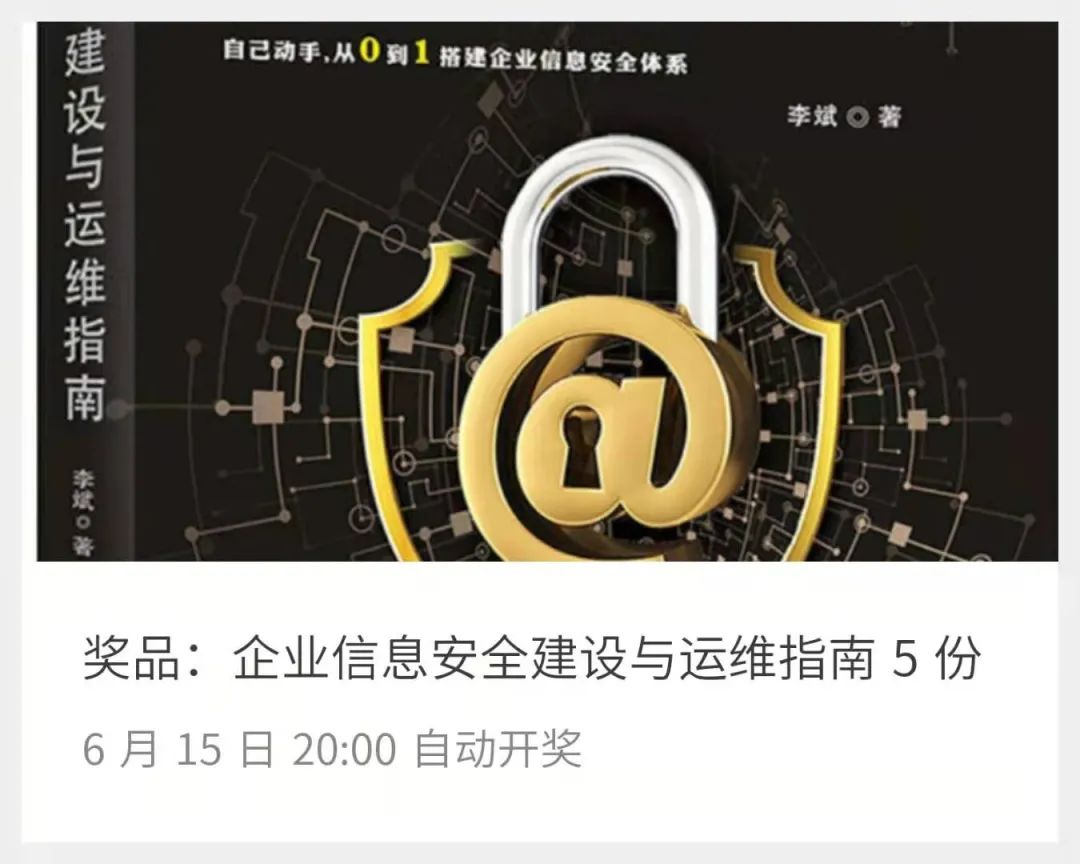 建设与运维指南
李斌○著
自己动手,从0到1搭建企业信息安全体系
李斌◎著
奖品：企业信息安全建设与运维指南 5 份
6 月 15 日 20:00 自动开奖